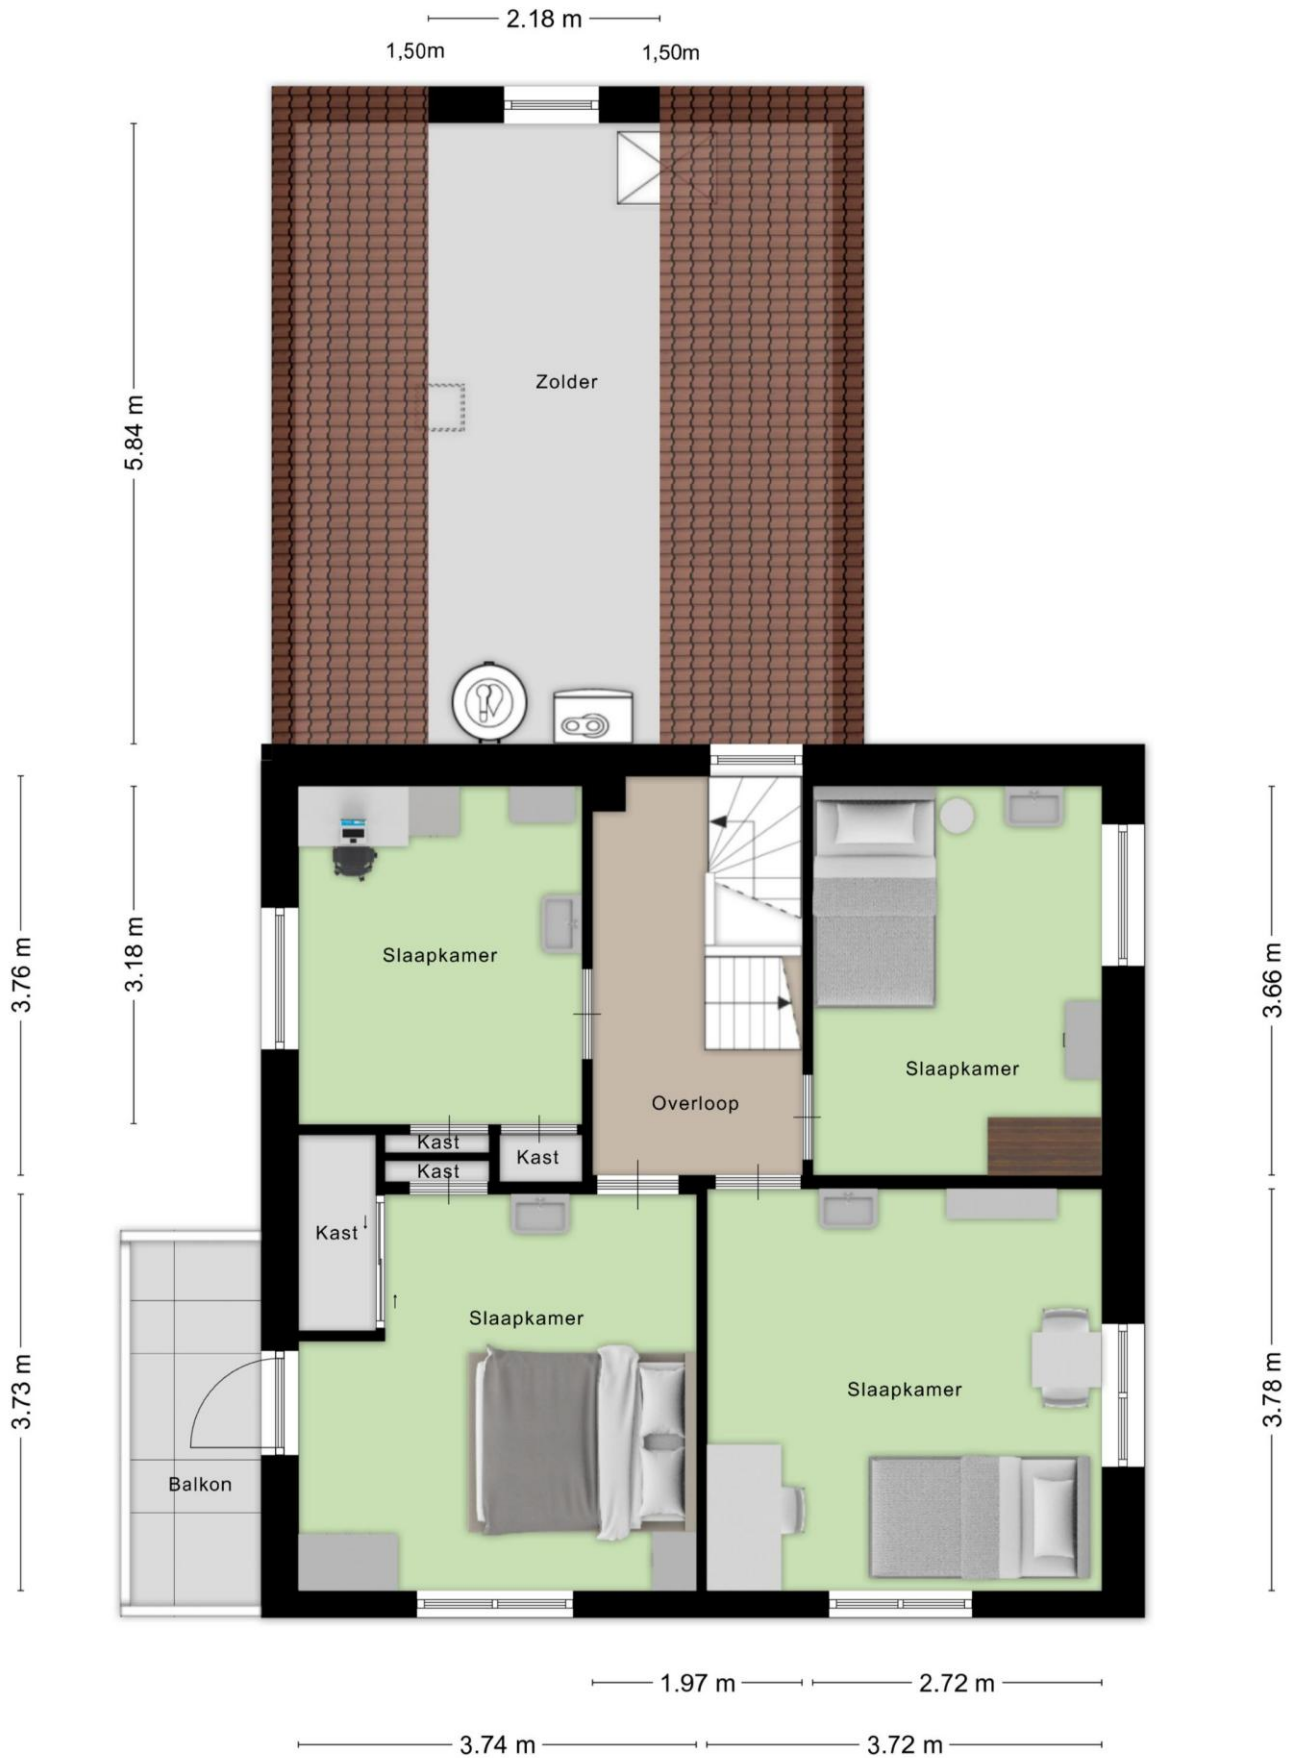 2.18 m
1,50m
1,50m
Zolder
5.84 m
3.76 m
3.18 m
Slaapkamer
3.66 m
Slaapkamer
Overloop
Kast
Kast
Kast
Kast
Slaapkamer
3.73 m
Slaapkamer
3.78 m
Balkon
1.97 m
2.72 m
3.74 m
3.72 m